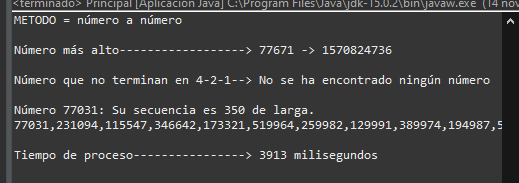 <terminado> Principal [Aplicación Java] C:\Program Files\Java\jdk-15.0.2\bin\javaw.exe (14 nov
METODO = número a número
Número más alto------------------> 77671 -> 1570824736
Número que no terminan en 4-2-1--> No se ha encontrado ningún número
Número 77031: Su secuencia es 350 de larga.
77031,231094,115547,346642,173321,519964,259982,129991,389974,194987,5
Tiempo de proceso----------------> 3913 milisegundos